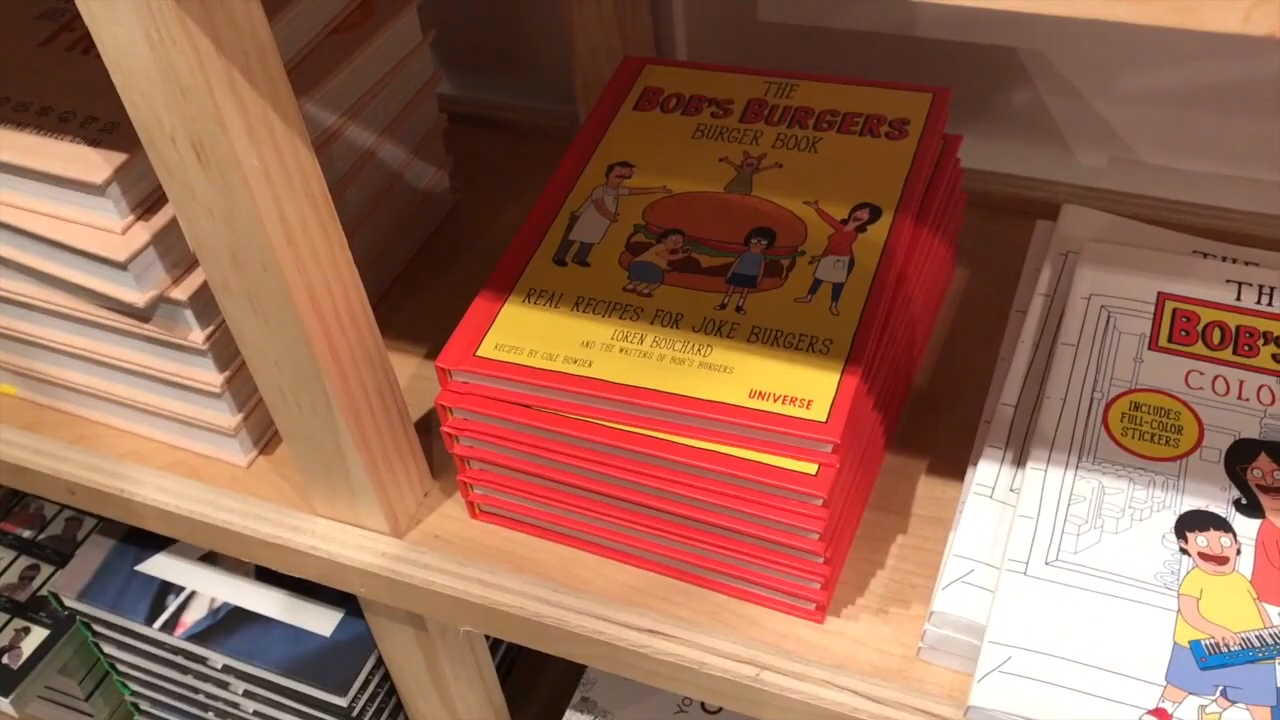 THE
BOB'S BURGERS
BURGER BOOK
REAL RECIPES FOR JOKE BURGERS
LOREN BOUCHARD
AND THE WRITERS OF BOB'S BURGERS
RECIPES BY COLE BOWDEN
UNIVERSE
THE
TH
BOB'S
COLO
INCLUDES
FULL-COLOR
STICKERS